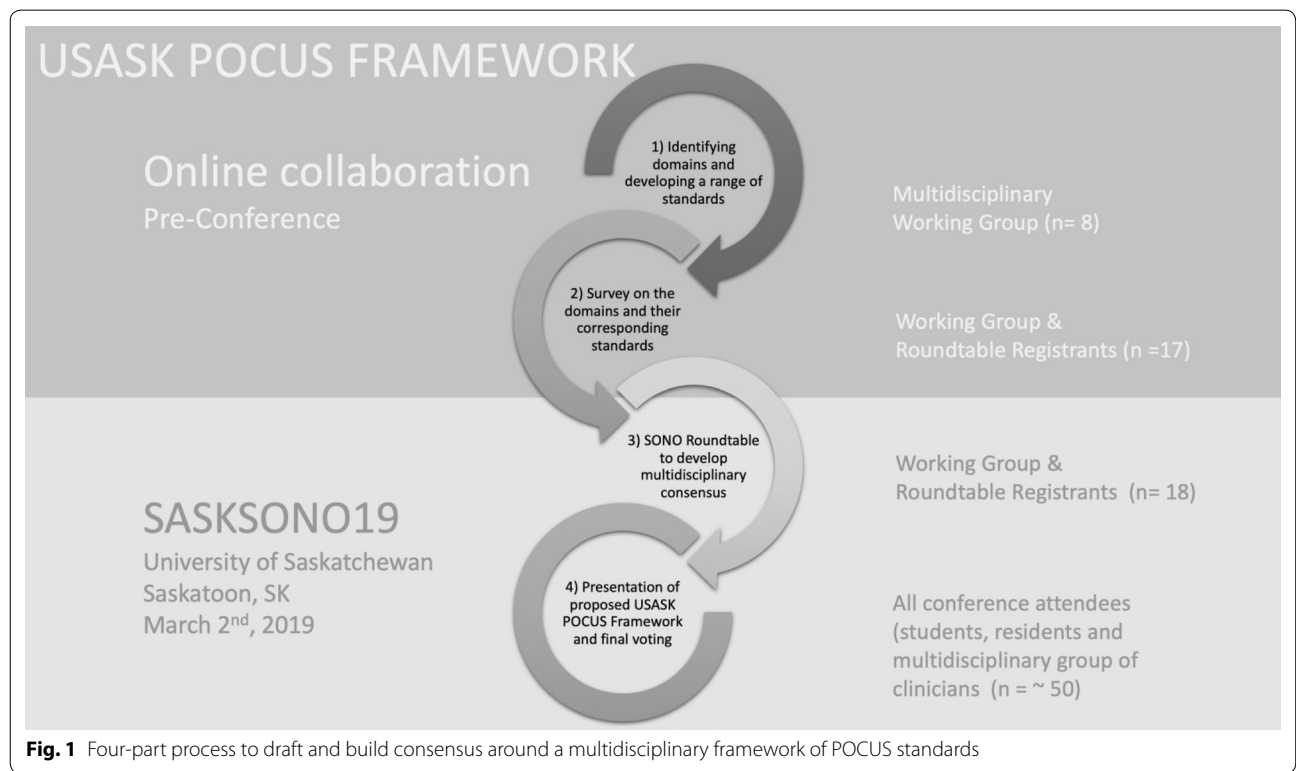 USASK POCUS FRAMEWORK
Online collaboration
Pre-Conference
1) Identifying
domains and
developing a range of
standards
Multidisciplinary
Working Group (n= 8)
2) Survey on the
domains and their
corresponding
standards
Working Group &
Roundtable Registrants (n =17)
3) SONO Roundtable
to develop
multidisciplinary
consensus
Working Group &
Roundtable Registrants  (n= 18)
SASKSONO19
University of Saskatchewan
Saskatoon, SK
March 2nd, 2019
4) Presentation of
proposed USASK
POCUS Framework
and final voting
All conference attendees
(students, residents and
multidisciplinary group of
clinicians  (n = ~ 50)
Fig. 1 Four-part process to draft and build consensus around a multidisciplinary framework of POCUS standards